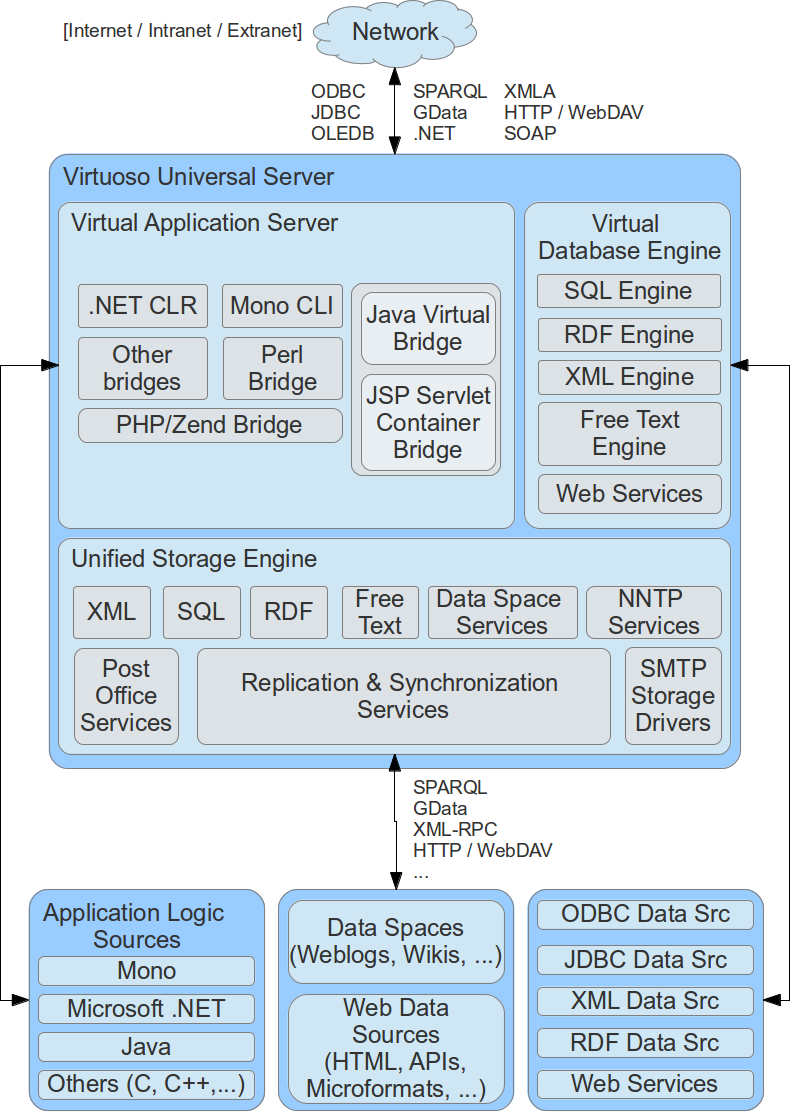 [Internet / Intranet / Extranet]
Network
ODBC
JDBC
OLEDB
SPARQL
GData
.NET
XMLA
HTTP / WebDAV
SOAP
Virtuoso Universal Server
Virtual Application Server
.NET CLR
Mono CLI
Other
bridges
Perl
Bridge
PHP/Zend Bridge
Java Virtual
Bridge
JSP Servlet
Container
Bridge
Virtual
Database Engine
SQL Engine
RDF Engine
XML Engine
Free Text
Engine
Web Services
Unified Storage Engine
XML
SQL
RDF
Free
Text
Data Space
Services
NNTP
Services
Post
Office
Services
Replication & Synchronization
Services
SMTP
Storage
Drivers
SPARQL
GData
XML-RPC
HTTP / WebDAV
...
Application Logic
Sources
Mono
Microsoft .NET
Java
Others (C, C++,...)
Data Spaces
(Weblogs, Wikis, ...)
Web Data
Sources
(HTML, APIs,
Microformats, ...)
ODBC Data Src
JDBC Data Src
XML Data Src
RDF Data Src
Web Services